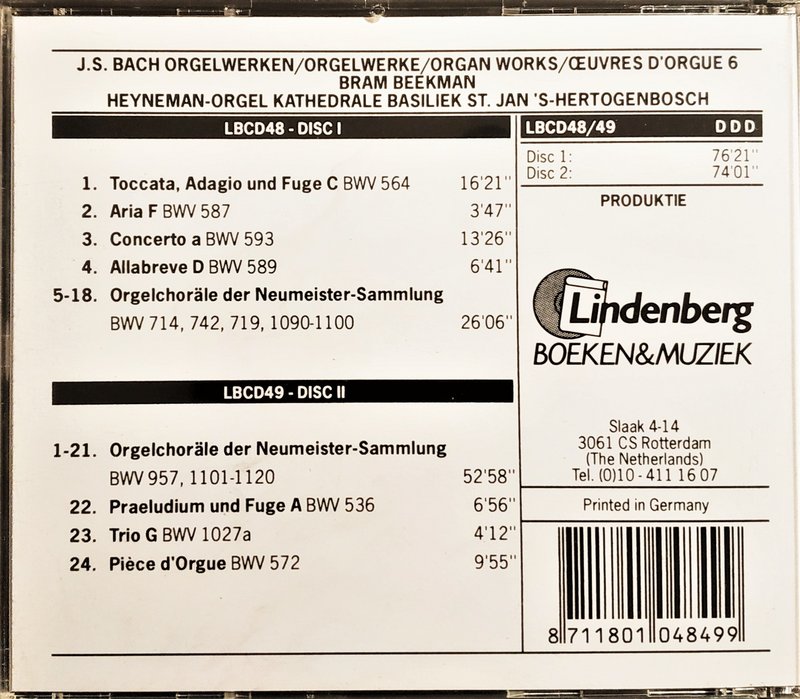 J.S. BACH ORGELWERKEN/ORGELWERKE/ORGAN WORKS/ŒUVRES D'ORGUE 6
BRAM BEEKMAN
HEYNEMAN-ORGEL KATHEDRALE BASILIEK ST. JAN 'S-HERTOGENBOSCH
LBCD48 - DISC I
1. Toccata, Adagio und Fuge C BWV 564 16'21"
2. Aria F BWV 587 3'47"
3. Concerto a BWV 593 13'26"
4. Allabreve D BWV 589 6'41"
5-18. Orgelchoräle der Neumeister-Sammlung
BWV 714, 742, 719, 1090-1100 26'06"
LBCD49 - DISC II
1-21. Orgelchoräle der Neumeister-Sammlung
BWV 957, 1101-1120 52'58"
22. Praeludium und Fuge A BWV 536 6'56"
23. Trio G BWV 1027a 4'12"
24. Pièce d'Orgue BWV 572 9'55"
LBCD48/49 DDD
Disc 1: 76'21"
Disc 2: 74'01"
PRODUKTIE
Lindenberg
BOEKEN&MUZIEK
Slaak 4-14
3061 CS Rotterdam
(The Netherlands)
Tel. (0)10 - 411 16 07
Printed in Germany
8 711801 048499